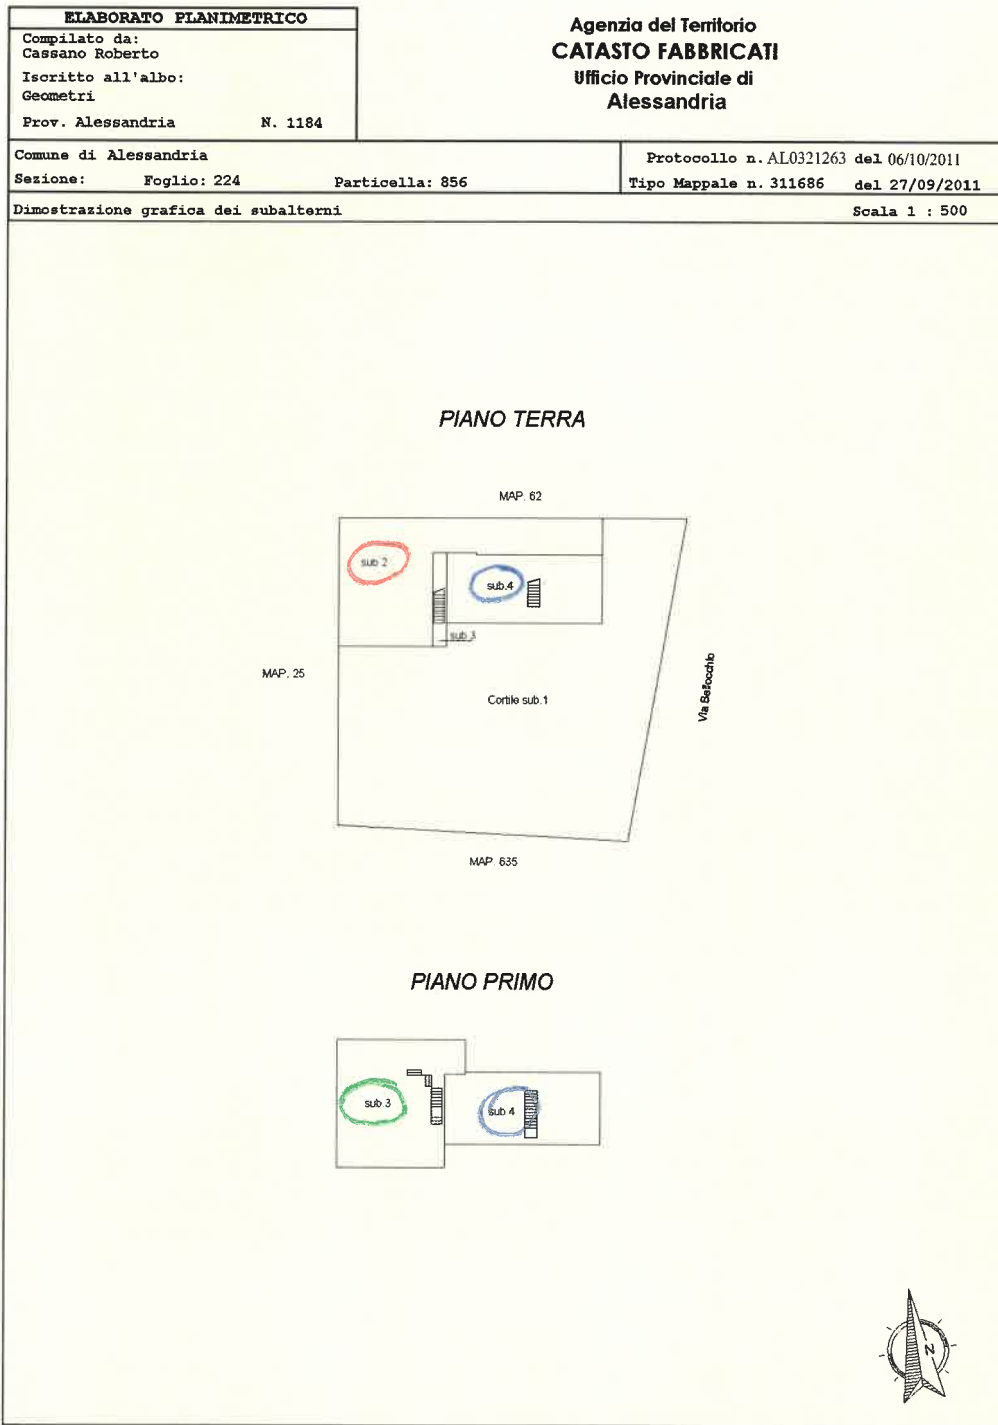 ELABORATO PLANIMETRICO
Compilato da:
Cassano Roberto
Iscritto all'albo:
Geometri
Prov. Alessandria N. 1184
Agenzia del Territorio
CATASTO FABBRICATI
Ufficio Provinciale di
Alessandria
Comune di Alessandria
Sezione: Foglio: 224 Particella: 856
Protocollo n. AL0321263 del 06/10/2011
Tipo Mappale n. 311686 del 27/09/2011
Dimostrazione grafica dei subalterni Scala 1 : 500
PIANO TERRA
MAP. 62
sub 2
sub.4
sub.3
MAP. 25
Cortile sub.1
Via Bellocchio
MAP. 635
PIANO PRIMO
sub 3
sub 4
N